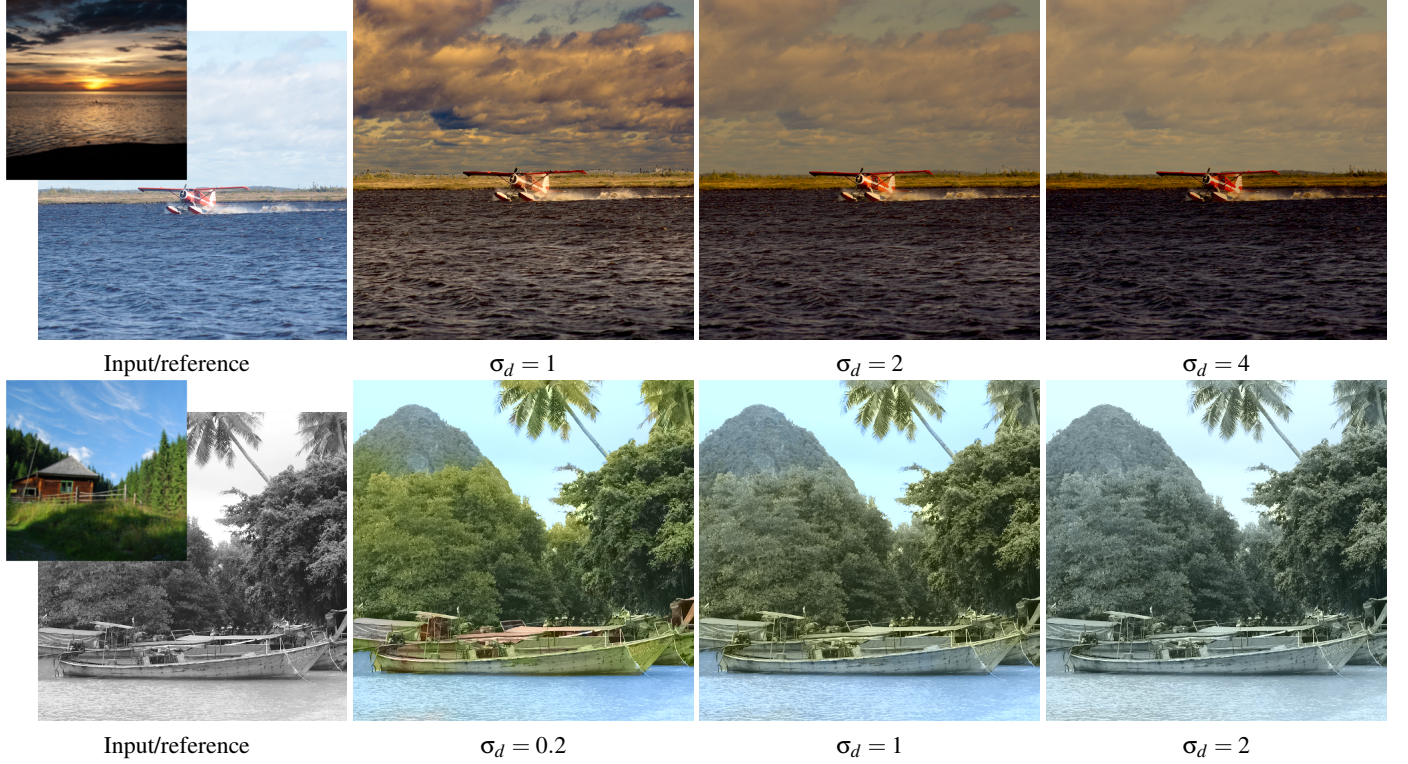 Input/reference σd = 1 σd = 2 σd = 4
Input/reference σd = 0.2 σd = 1 σd = 2